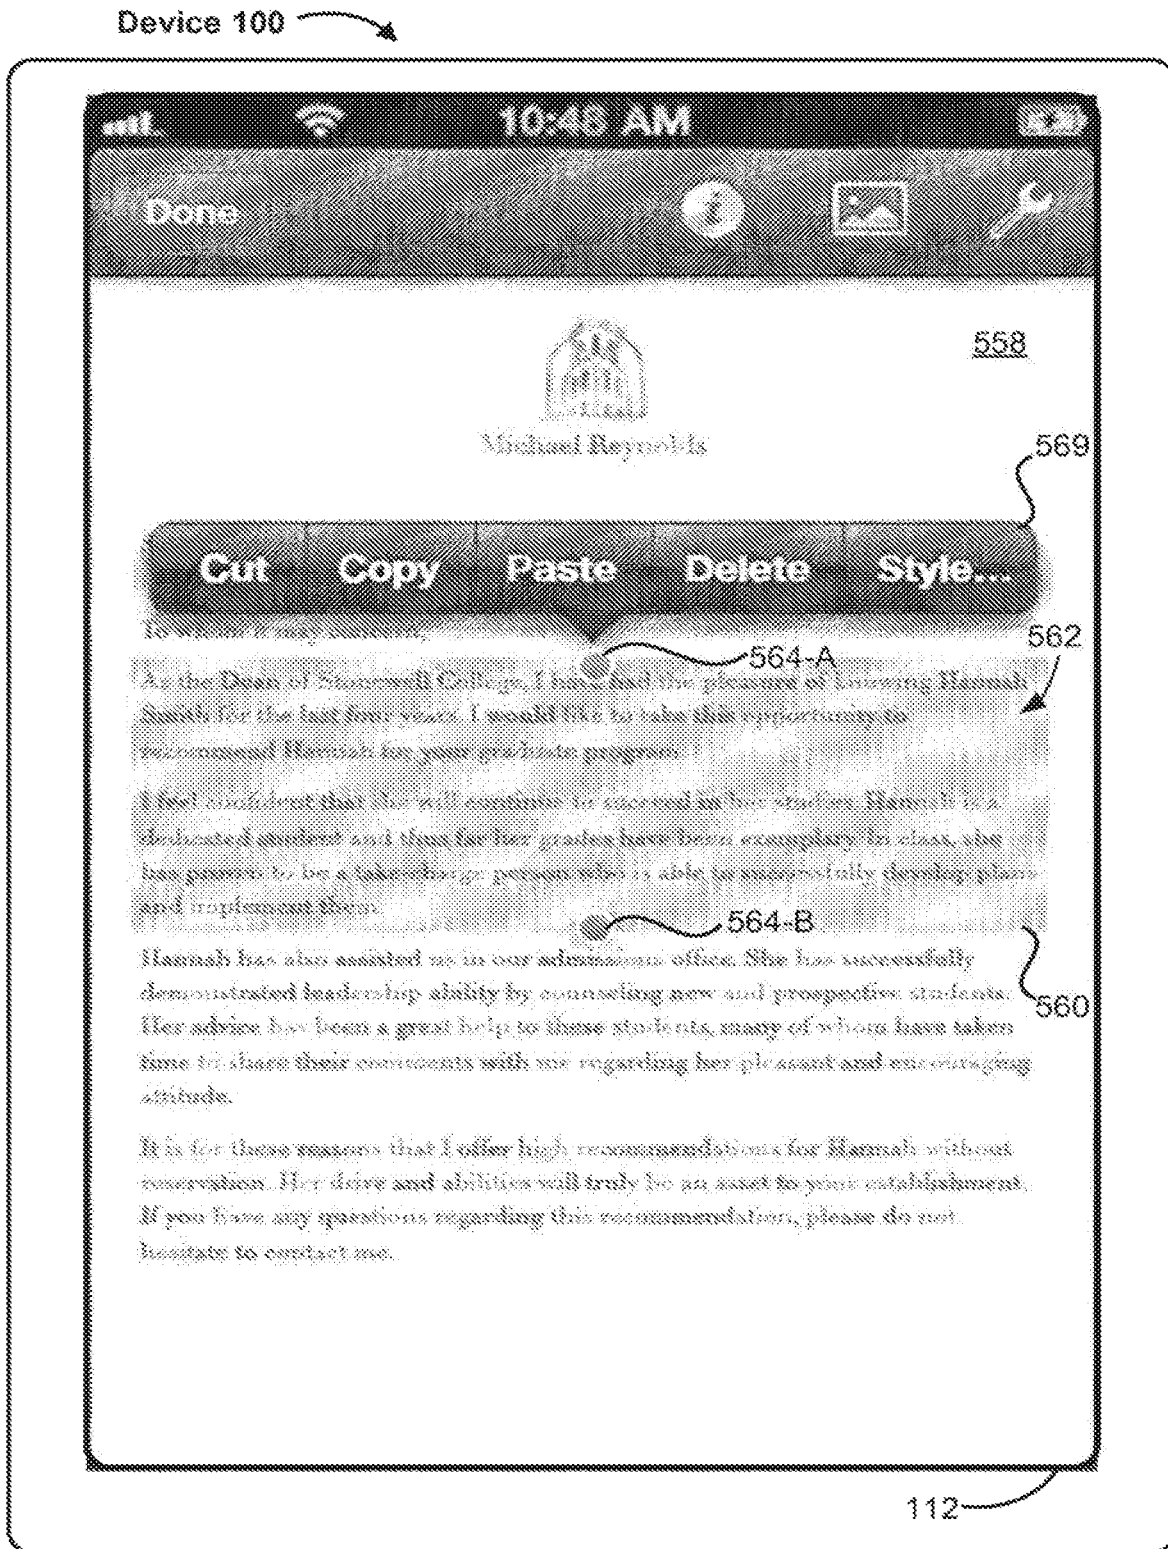 Device 100
10:48 AM
Done
558
Michael Reynolds
569
Cut Copy Paste Delete Style...
To whom it may concern,
562
564-A
As the Dean of Stonewell College, I have had the pleasure of knowing Hannah
Smith for the last four years. I would like to take this opportunity to
recommend Hannah for your graduate program.
I feel confident that she will continue to succeed in her studies. Hannah is a
dedicated student and thus far her grades have been exemplary. In class, she
has proven to be a take-charge person who is able to successfully develop plans
and implement them.
564-B
Hannah has also assisted us in our admissions office. She has successfully
demonstrated leadership ability by counseling new and prospective students.
560
Her advice has been a great help to these students, many of whom have taken
time to share their comments with me regarding her pleasant and encouraging
attitude.
It is for these reasons that I offer high recommendations for Hannah without
reservation. Her drive and abilities will truly be an asset to your establishment.
If you have any questions regarding this recommendation, please do not
hesitate to contact me.
112